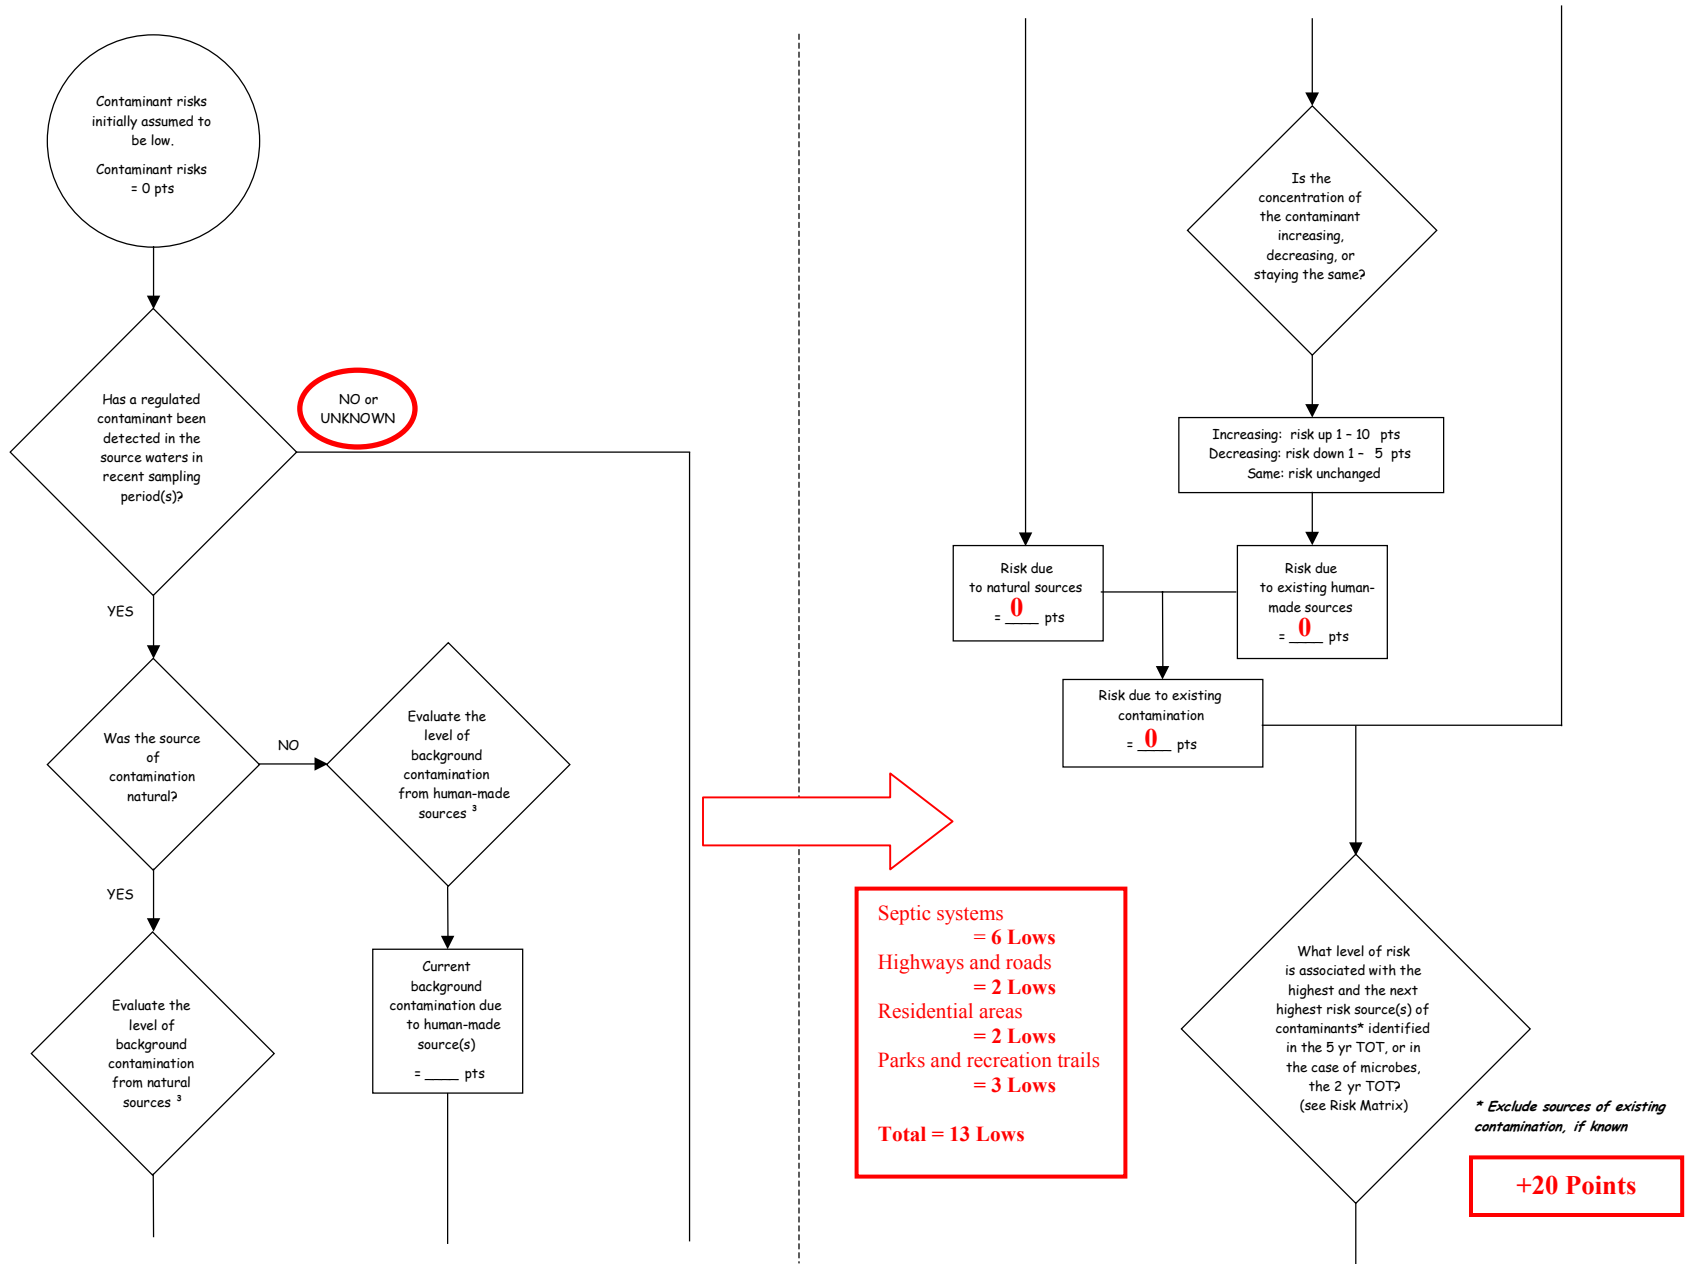 Contaminant risks
initially assumed to
be low.
Contaminant risks
= 0 pts
Has a regulated
contaminant been
detected in the
source waters in
recent sampling
period(s)?
NO or
UNKNOWN
YES
Was the source
of
contamination
natural?
NO
Evaluate the
level of
background
contamination
from human-made
sources ³
YES
Evaluate the
level of
background
contamination
from natural
sources ³
Current
background
contamination due
to human-made
source(s)
= ____ pts
Is the
concentration of
the contaminant
increasing,
decreasing, or
staying the same?
Increasing: risk up 1 – 10 pts
Decreasing: risk down 1 – 5 pts
Same: risk unchanged
Risk due
to natural sources
= 0 pts
Risk due
to existing human-
made sources
= 0 pts
Risk due to existing
contamination
= 0 pts
Septic systems
= 6 Lows
Highways and roads
= 2 Lows
Residential areas
= 2 Lows
Parks and recreation trails
= 3 Lows
Total = 13 Lows
What level of risk
is associated with the
highest and the next
highest risk source(s) of
contaminants* identified
in the 5 yr TOT, or in
the case of microbes,
the 2 yr TOT?
(see Risk Matrix)
* Exclude sources of existing
contamination, if known
+20 Points